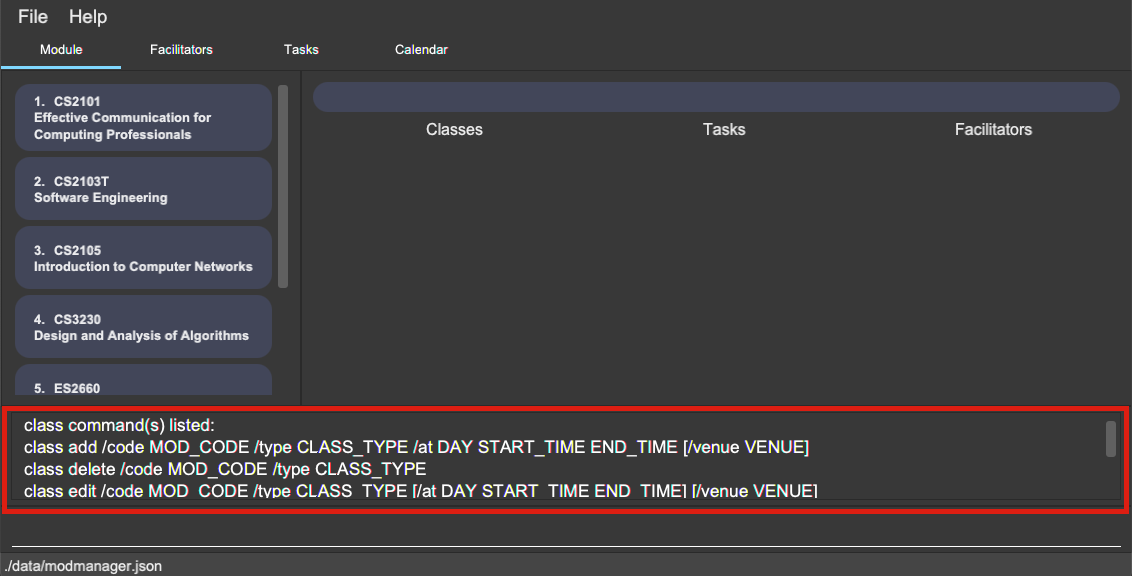 File Help
Module Facilitators Tasks Calendar
1. CS2101
Effective Communication for
Computing Professionals
2. CS2103T
Software Engineering
3. CS2105
Introduction to Computer Networks
4. CS3230
Design and Analysis of Algorithms
5. ES2660
Classes Tasks Facilitators
class command(s) listed:
class add /code MOD_CODE /type CLASS_TYPE /at DAY START_TIME END_TIME [/venue VENUE]
class delete /code MOD_CODE /type CLASS_TYPE
class edit /code MOD_CODE /type CLASS_TYPE [/at DAY START_TIME END_TIME] [/venue VENUE]
./data/modmanager.json